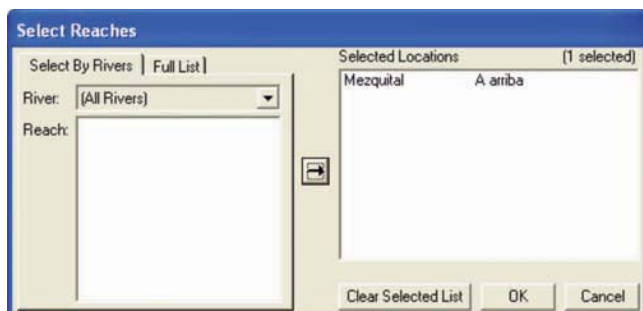 Select Reaches
Select By Rivers
Full List
River:
(All Rivers)
Reach:
Selected Locations
(1 selected)
Mezquital
A arriba
Clear Selected List
OK
Cancel